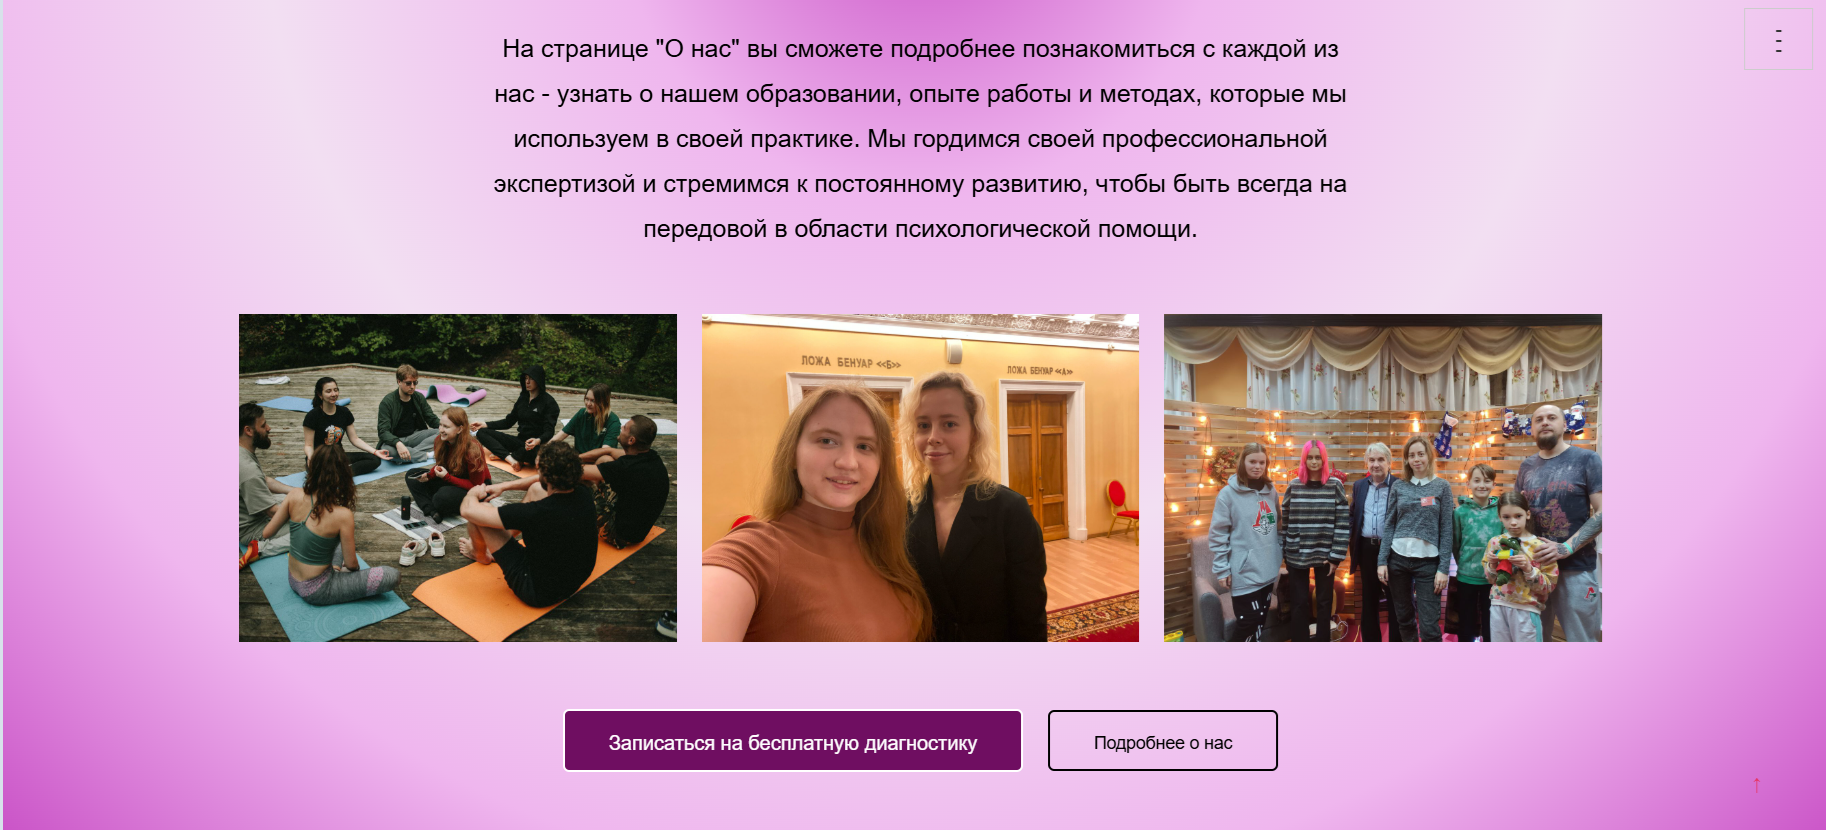 На странице "О нас" вы сможете подробнее познакомиться с каждой из
нас - узнать о нашем образовании, опыте работы и методах, которые мы
используем в своей практике. Мы гордимся своей профессиональной
экспертизой и стремимся к постоянному развитию, чтобы быть всегда на
передовой в области психологической помощи.
ЛОЖА БЕНУАР <<Б>>
ЛОЖА БЕНУАР <<А>>
Записаться на бесплатную диагностику
Подробнее о нас
↑